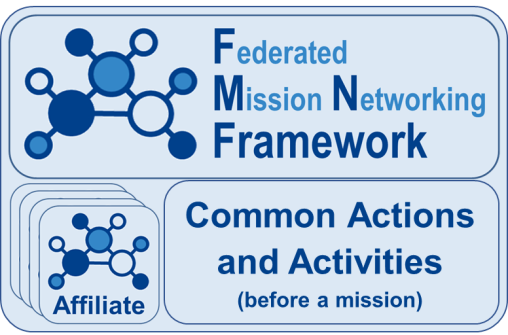 Federated
Mission Networking
Framework
Affiliate
Common Actions
and Activities
(before a mission)